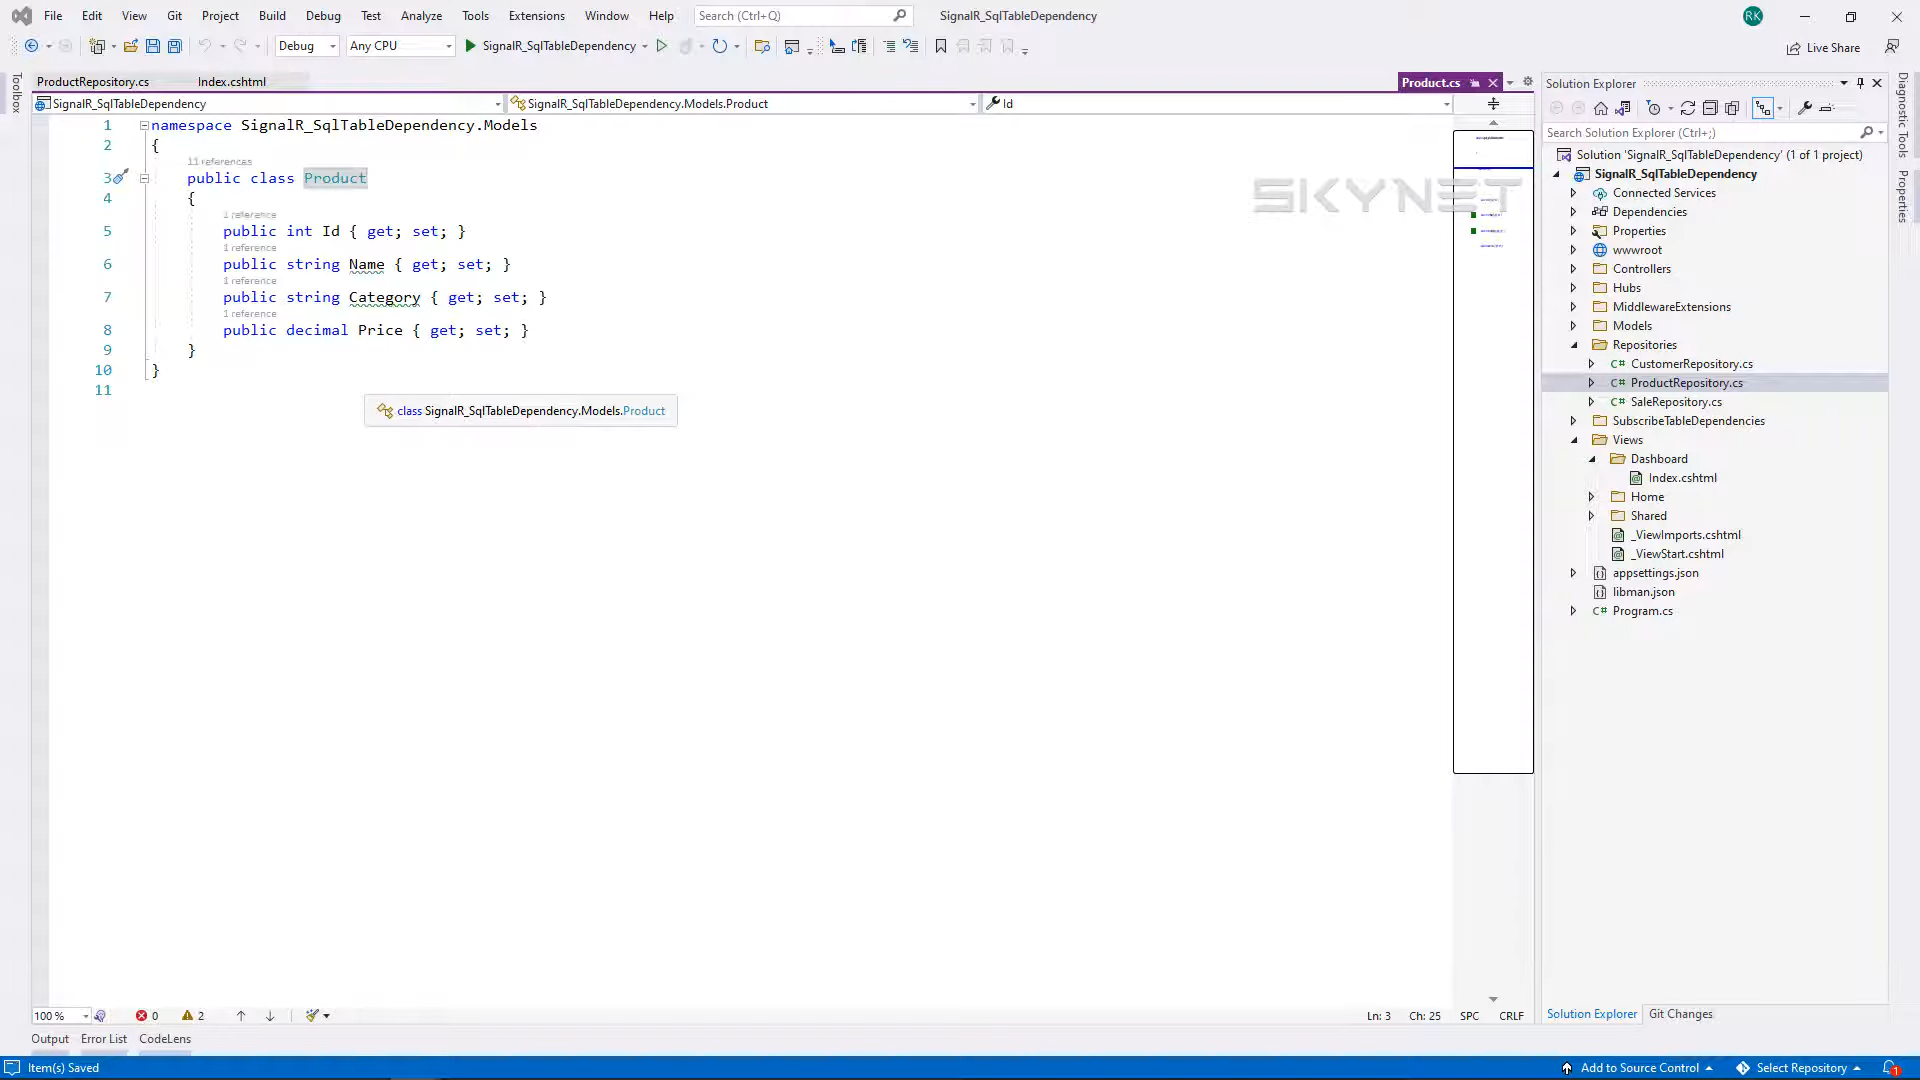 File Edit View Git Project Build Debug Test Analyze Tools Extensions Window Help Search (Ctrl+Q) SignalR_SqlTableDependency RK
Debug Any CPU SignalR_SqlTableDependency Live Share
Toolbox
ProductRepository.cs Index.cshtml Product.cs
SignalR_SqlTableDependency SignalR_SqlTableDependency.Models.Product Id
1 namespace SignalR_SqlTableDependency.Models
2 {
11 references
3 public class Product
4 {
1 reference
5 public int Id { get; set; }
1 reference
6 public string Name { get; set; }
1 reference
7 public string Category { get; set; }
1 reference
8 public decimal Price { get; set; }
9 }
10 }
11
class SignalR_SqlTableDependency.Models.Product
SKYNET
Solution Explorer
Search Solution Explorer (Ctrl+;)
Solution 'SignalR_SqlTableDependency' (1 of 1 project)
SignalR_SqlTableDependency
Connected Services
Dependencies
Properties
wwwroot
Controllers
Hubs
MiddlewareExtensions
Models
Repositories
C# CustomerRepository.cs
C# ProductRepository.cs
C# SaleRepository.cs
SubscribeTableDependencies
Views
Dashboard
Index.cshtml
Home
Shared
_ViewImports.cshtml
_ViewStart.cshtml
appsettings.json
libman.json
C# Program.cs
Diagnostic Tools
Properties
100 % 0 2 Ln: 3 Ch: 25 SPC CRLF
Solution Explorer Git Changes
Output Error List CodeLens
Item(s) Saved Add to Source Control Select Repository 1